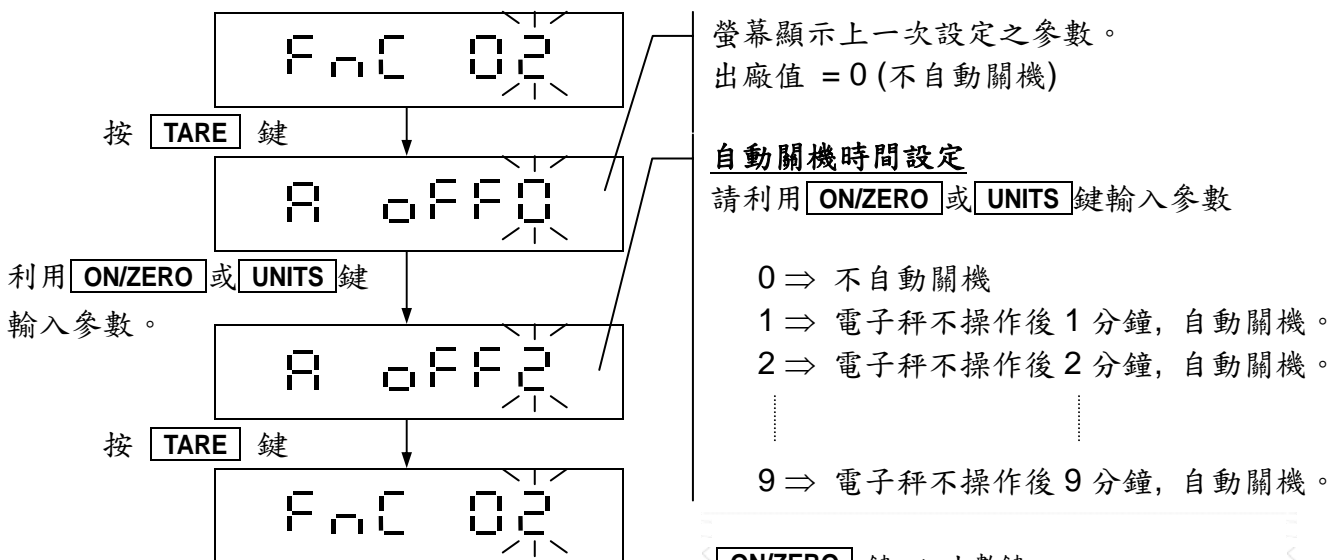 FnC 02
按 TARE 鍵
A oFF0
利用 ON/ZERO 或 UNITS 鍵
輸入參數。
A oFF2
按 TARE 鍵
FnC 02
螢幕顯示上一次設定之參數。
出廠值 = 0 (不自動關機)
自動關機時間設定
請利用 ON/ZERO 或 UNITS 鍵輸入參數
0 ⇒ 不自動關機
1 ⇒ 電子秤不操作後 1 分鐘, 自動關機。
2 ⇒ 電子秤不操作後 2 分鐘, 自動關機。
9 ⇒ 電子秤不操作後 9 分鐘, 自動關機。
ON/ZERO 鍵